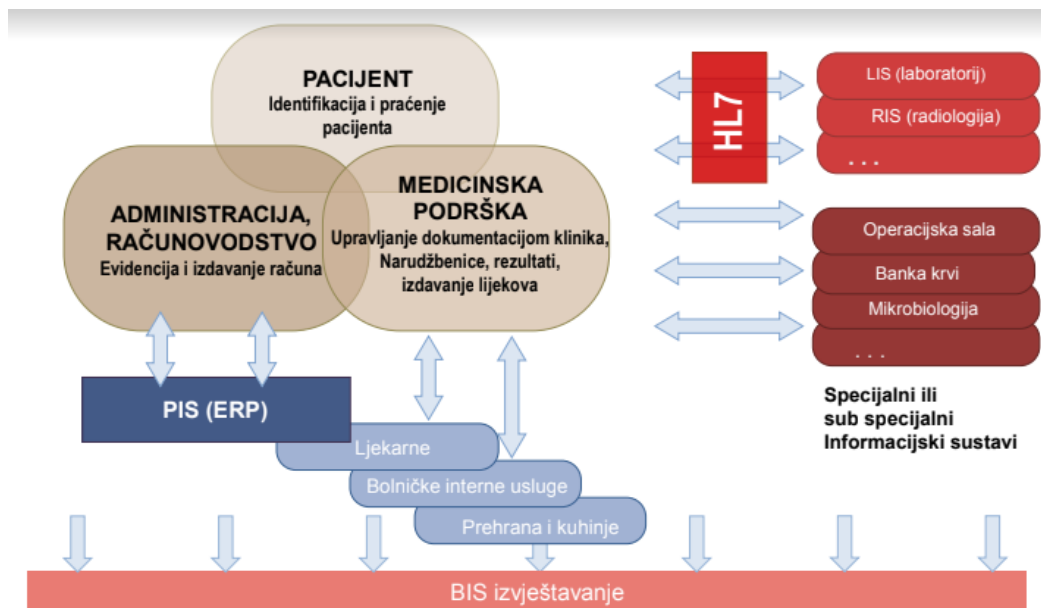 PACIJENT
Identifikacija i praćenje
pacijenta
ADMINISTRACIJA,
RAČUNOVODSTVO
Evidencija i izdavanje računa
MEDICINSKA
PODRŠKA
Upravljanje dokumentacijom klinika,
Narudžbenice, rezultati,
izdavanje lijekova
HL7
LIS (laboratorij)
RIS (radiologija)
. . .
Operacijska sala
Banka krvi
Mikrobiologija
. . .
Specijalni ili
sub specijalni
Informacijski sustavi
PIS (ERP)
Ljekarne
Bolničke interne usluge
Prehrana i kuhinje
BIS izvještavanje